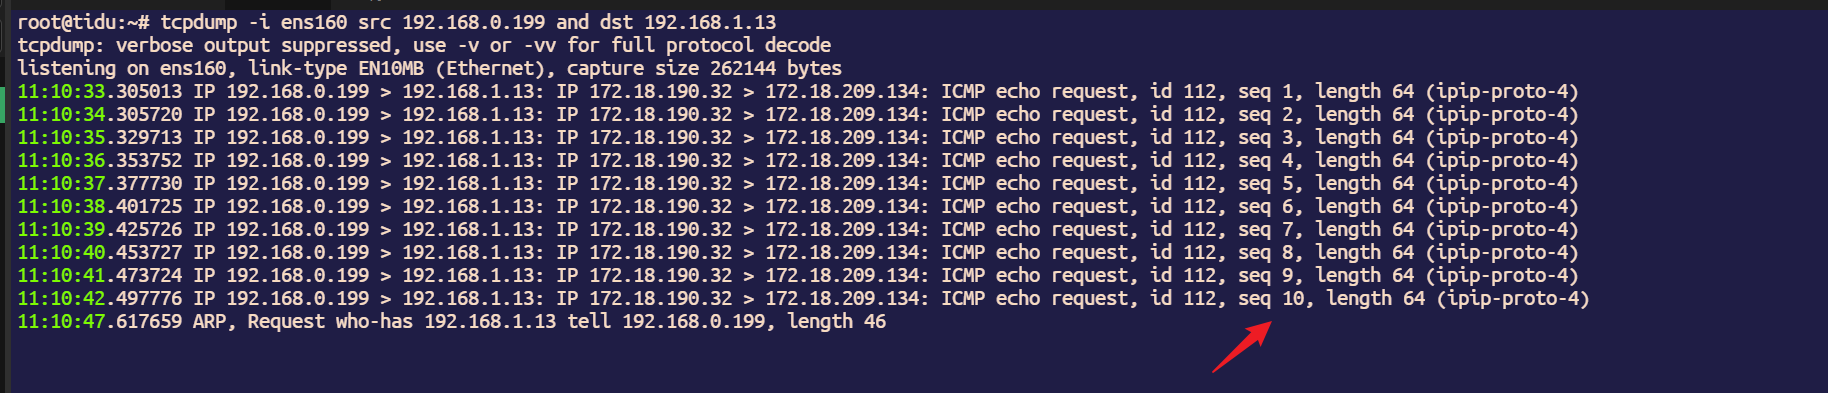 root@tidu:~# tcpdump -i ens160 src 192.168.0.199 and dst 192.168.1.13
tcpdump: verbose output suppressed, use -v or -vv for full protocol decode
listening on ens160, link-type EN10MB (Ethernet), capture size 262144 bytes
11:10:33.305013 IP 192.168.0.199 > 192.168.1.13: IP 172.18.190.32 > 172.18.209.134: ICMP echo request, id 112, seq 1, length 64 (ipip-proto-4)
11:10:34.305720 IP 192.168.0.199 > 192.168.1.13: IP 172.18.190.32 > 172.18.209.134: ICMP echo request, id 112, seq 2, length 64 (ipip-proto-4)
11:10:35.329713 IP 192.168.0.199 > 192.168.1.13: IP 172.18.190.32 > 172.18.209.134: ICMP echo request, id 112, seq 3, length 64 (ipip-proto-4)
11:10:36.353752 IP 192.168.0.199 > 192.168.1.13: IP 172.18.190.32 > 172.18.209.134: ICMP echo request, id 112, seq 4, length 64 (ipip-proto-4)
11:10:37.377730 IP 192.168.0.199 > 192.168.1.13: IP 172.18.190.32 > 172.18.209.134: ICMP echo request, id 112, seq 5, length 64 (ipip-proto-4)
11:10:38.401725 IP 192.168.0.199 > 192.168.1.13: IP 172.18.190.32 > 172.18.209.134: ICMP echo request, id 112, seq 6, length 64 (ipip-proto-4)
11:10:39.425726 IP 192.168.0.199 > 192.168.1.13: IP 172.18.190.32 > 172.18.209.134: ICMP echo request, id 112, seq 7, length 64 (ipip-proto-4)
11:10:40.453727 IP 192.168.0.199 > 192.168.1.13: IP 172.18.190.32 > 172.18.209.134: ICMP echo request, id 112, seq 8, length 64 (ipip-proto-4)
11:10:41.473724 IP 192.168.0.199 > 192.168.1.13: IP 172.18.190.32 > 172.18.209.134: ICMP echo request, id 112, seq 9, length 64 (ipip-proto-4)
11:10:42.497776 IP 192.168.0.199 > 192.168.1.13: IP 172.18.190.32 > 172.18.209.134: ICMP echo request, id 112, seq 10, length 64 (ipip-proto-4)
11:10:47.617659 ARP, Request who-has 192.168.1.13 tell 192.168.0.199, length 46